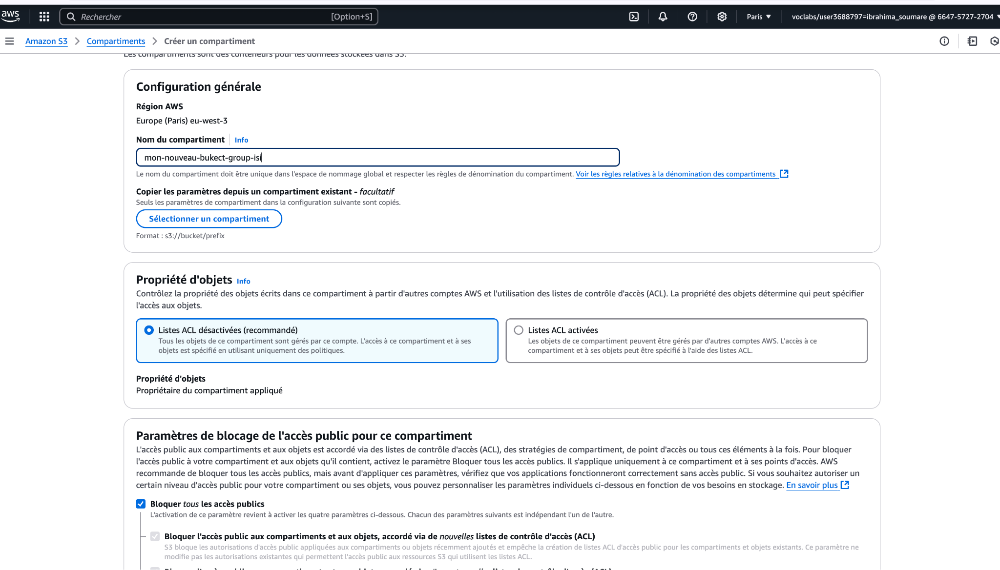 aws
Rechercher [Option+S] Paris ▼ voclabs/user3688797=ibrahima_soumare @ 6647-5727-2704
Amazon S3 > Compartiments > Créer un compartiment
Les compartiments sont des conteneurs pour les données stockées dans S3.
Configuration générale
Région AWS
Europe (Paris) eu-west-3
Nom du compartiment Info
mon-nouveau-bukect-group-isi
Le nom du compartiment doit être unique dans l'espace de nommage global et respecter les règles de dénomination du compartiment. Voir les règles relatives à la dénomination des compartiments
Copier les paramètres depuis un compartiment existant - facultatif
Seuls les paramètres de compartiment dans la configuration suivante sont copiés.
Sélectionner un compartiment
Format : s3://bucket/prefix
Propriété d'objets Info
Contrôlez la propriété des objets écrits dans ce compartiment à partir d'autres comptes AWS et l'utilisation des listes de contrôle d'accès (ACL). La propriété des objets détermine qui peut spécifier
l'accès aux objets.
Listes ACL désactivées (recommandé)
Tous les objets de ce compartiment sont gérés par ce compte. L'accès à ce compartiment et à ses
objets est spécifié en utilisant uniquement des politiques.
Listes ACL activées
Les objets de ce compartiment peuvent être gérés par d'autres comptes AWS. L'accès à ce
compartiment et à ses objets peut être spécifié à l'aide des listes ACL.
Propriété d'objets
Propriétaire du compartiment appliqué
Paramètres de blocage de l'accès public pour ce compartiment
L'accès public aux compartiments et aux objets est accordé via des listes de contrôle d'accès (ACL), des stratégies de compartiment, de point d'accès ou tous ces éléments à la fois. Pour bloquer
l'accès public à votre compartiment et aux objets qu'il contient, activez le paramètre Bloquer tous les accès publics. Il s'applique uniquement à ce compartiment et à ses points d'accès. AWS
recommande de bloquer tous les accès publics, mais avant d'appliquer ces paramètres, vérifiez que vos applications fonctionneront correctement sans accès public. Si vous souhaitez autoriser un
certain niveau d'accès public pour votre compartiment ou ses objets, vous pouvez personnaliser les paramètres individuels ci-dessous en fonction de vos besoins en stockage. En savoir plus
Bloquer tous les accès publics
L'activation de ce paramètre revient à activer les quatre paramètres ci-dessous. Chacun des paramètres suivants est indépendant l'un de l'autre.
Bloquer l'accès public aux compartiments et aux objets, accordé via de nouvelles listes de contrôle d'accès (ACL)
S3 bloque les autorisations d'accès public appliquées aux compartiments ou objets récemment ajoutés et empêche la création de listes ACL d'accès public pour les compartiments et objets existants. Ce paramètre ne
modifie pas les autorisations existantes qui permettent l'accès public aux ressources S3 qui utilisent les listes ACL.